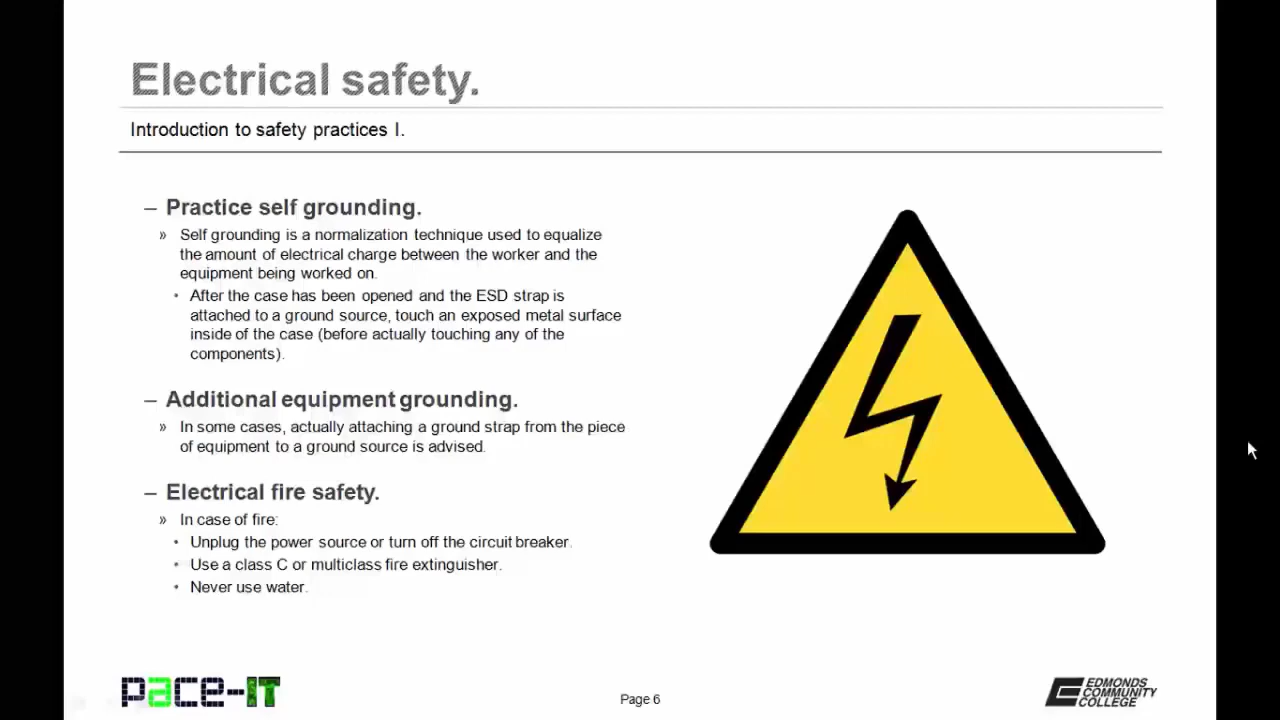 Electrical safety.
Introduction to safety practices I.
– Practice self grounding.
» Self grounding is a normalization technique used to equalize
the amount of electrical charge between the worker and the
equipment being worked on.
• After the case has been opened and the ESD strap is
attached to a ground source, touch an exposed metal surface
inside of the case (before actually touching any of the
components).
– Additional equipment grounding.
» In some cases, actually attaching a ground strap from the piece
of equipment to a ground source is advised.
– Electrical fire safety.
» In case of fire:
• Unplug the power source or turn off the circuit breaker.
• Use a class C or multiclass fire extinguisher.
• Never use water.
pace-IT
Page 6
EDMONDS
COMMUNITY
COLLEGE